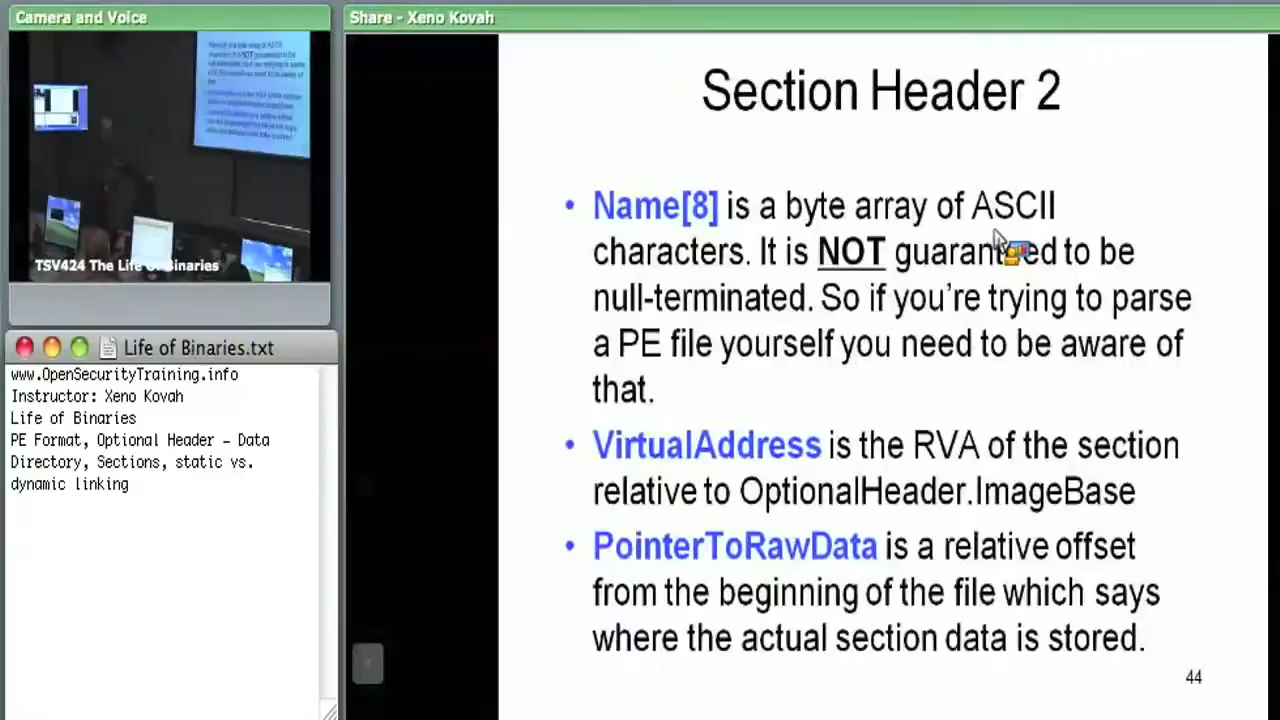 Camera and Voice
Share - Xeno Kovah
TSV424 The Life of Binaries
Life of Binaries.txt
www.OpenSecurityTraining.info
Instructor: Xeno Kovah
Life of Binaries
PE Format, Optional Header – Data
Directory, Sections, static vs.
dynamic linking
Section Header 2
• Name[8] is a byte array of ASCII
characters. It is NOT guaranteed to be
null-terminated. So if you're trying to parse
a PE file yourself you need to be aware of
that.
• VirtualAddress is the RVA of the section
relative to OptionalHeader.ImageBase
• PointerToRawData is a relative offset
from the beginning of the file which says
where the actual section data is stored.
44